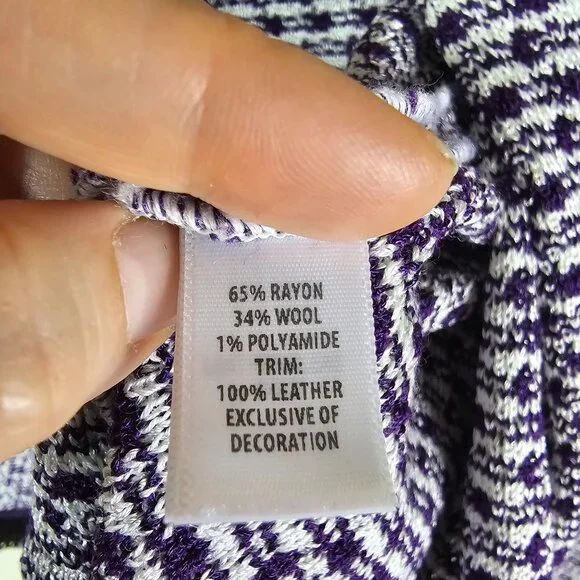 65% RAYON
34% WOOL
1% POLYAMIDE
TRIM:
100% LEATHER
EXCLUSIVE OF
DECORATION